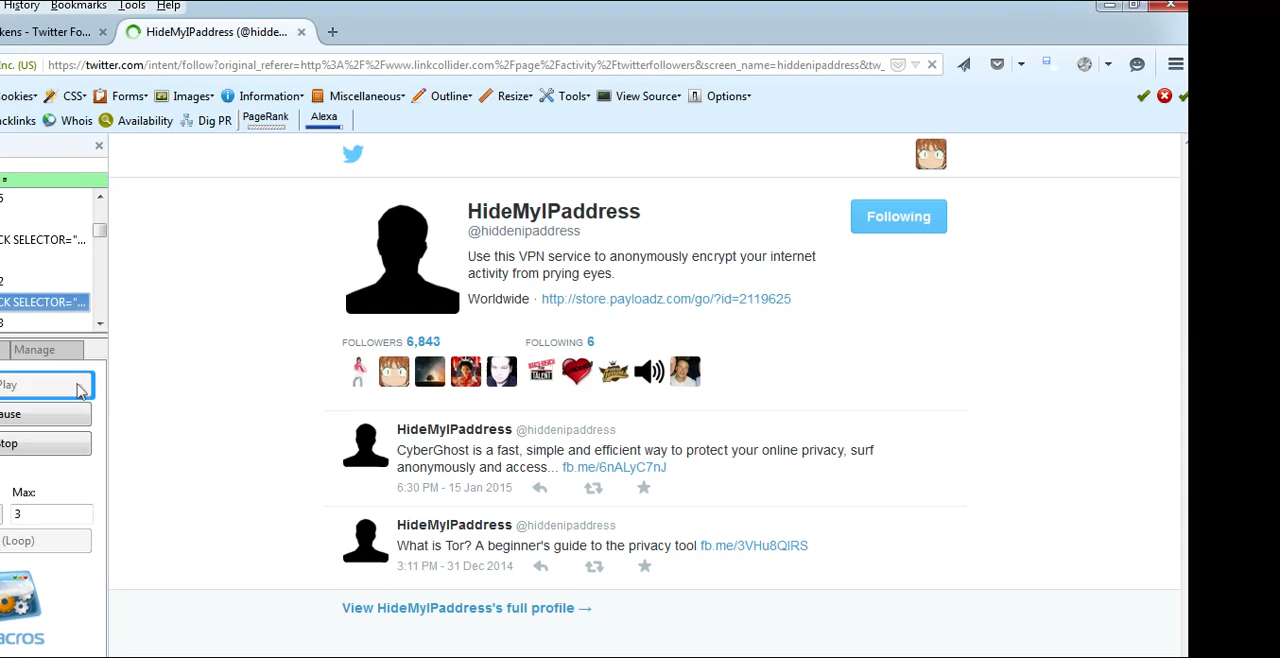 History Bookmarks Tools Help
kens - Twitter Fo... HideMyIPaddress (@hidde...
Inc. (US) https://twitter.com/intent/follow?original_referer=http%3A%2F%2Fwww.linkcollider.com%2Fpage%2Factivity%2Ftwitterfollowers&screen_name=hiddenipaddress&tw_
ookies CSS Forms Images Information Miscellaneous Outline Resize Tools View Source Options
acklinks Whois Availability Dig PR PageRank Alexa
5
CK SELECTOR="...
2
CK SELECTOR="...
3
Manage
Play
ause
top
Max:
3
(Loop)
acros
HideMyIPaddress
@hiddenipaddress
Following
Use this VPN service to anonymously encrypt your internet
activity from prying eyes.
Worldwide · http://store.payloadz.com/go/?id=2119625
FOLLOWERS 6,843 FOLLOWING 6
HideMyIPaddress @hiddenipaddress
CyberGhost is a fast, simple and efficient way to protect your online privacy, surf
anonymously and access... fb.me/6nALyC7nJ
6:30 PM - 15 Jan 2015
HideMyIPaddress @hiddenipaddress
What is Tor? A beginner's guide to the privacy tool fb.me/3VHu8QlRS
3:11 PM - 31 Dec 2014
View HideMyIPaddress's full profile →